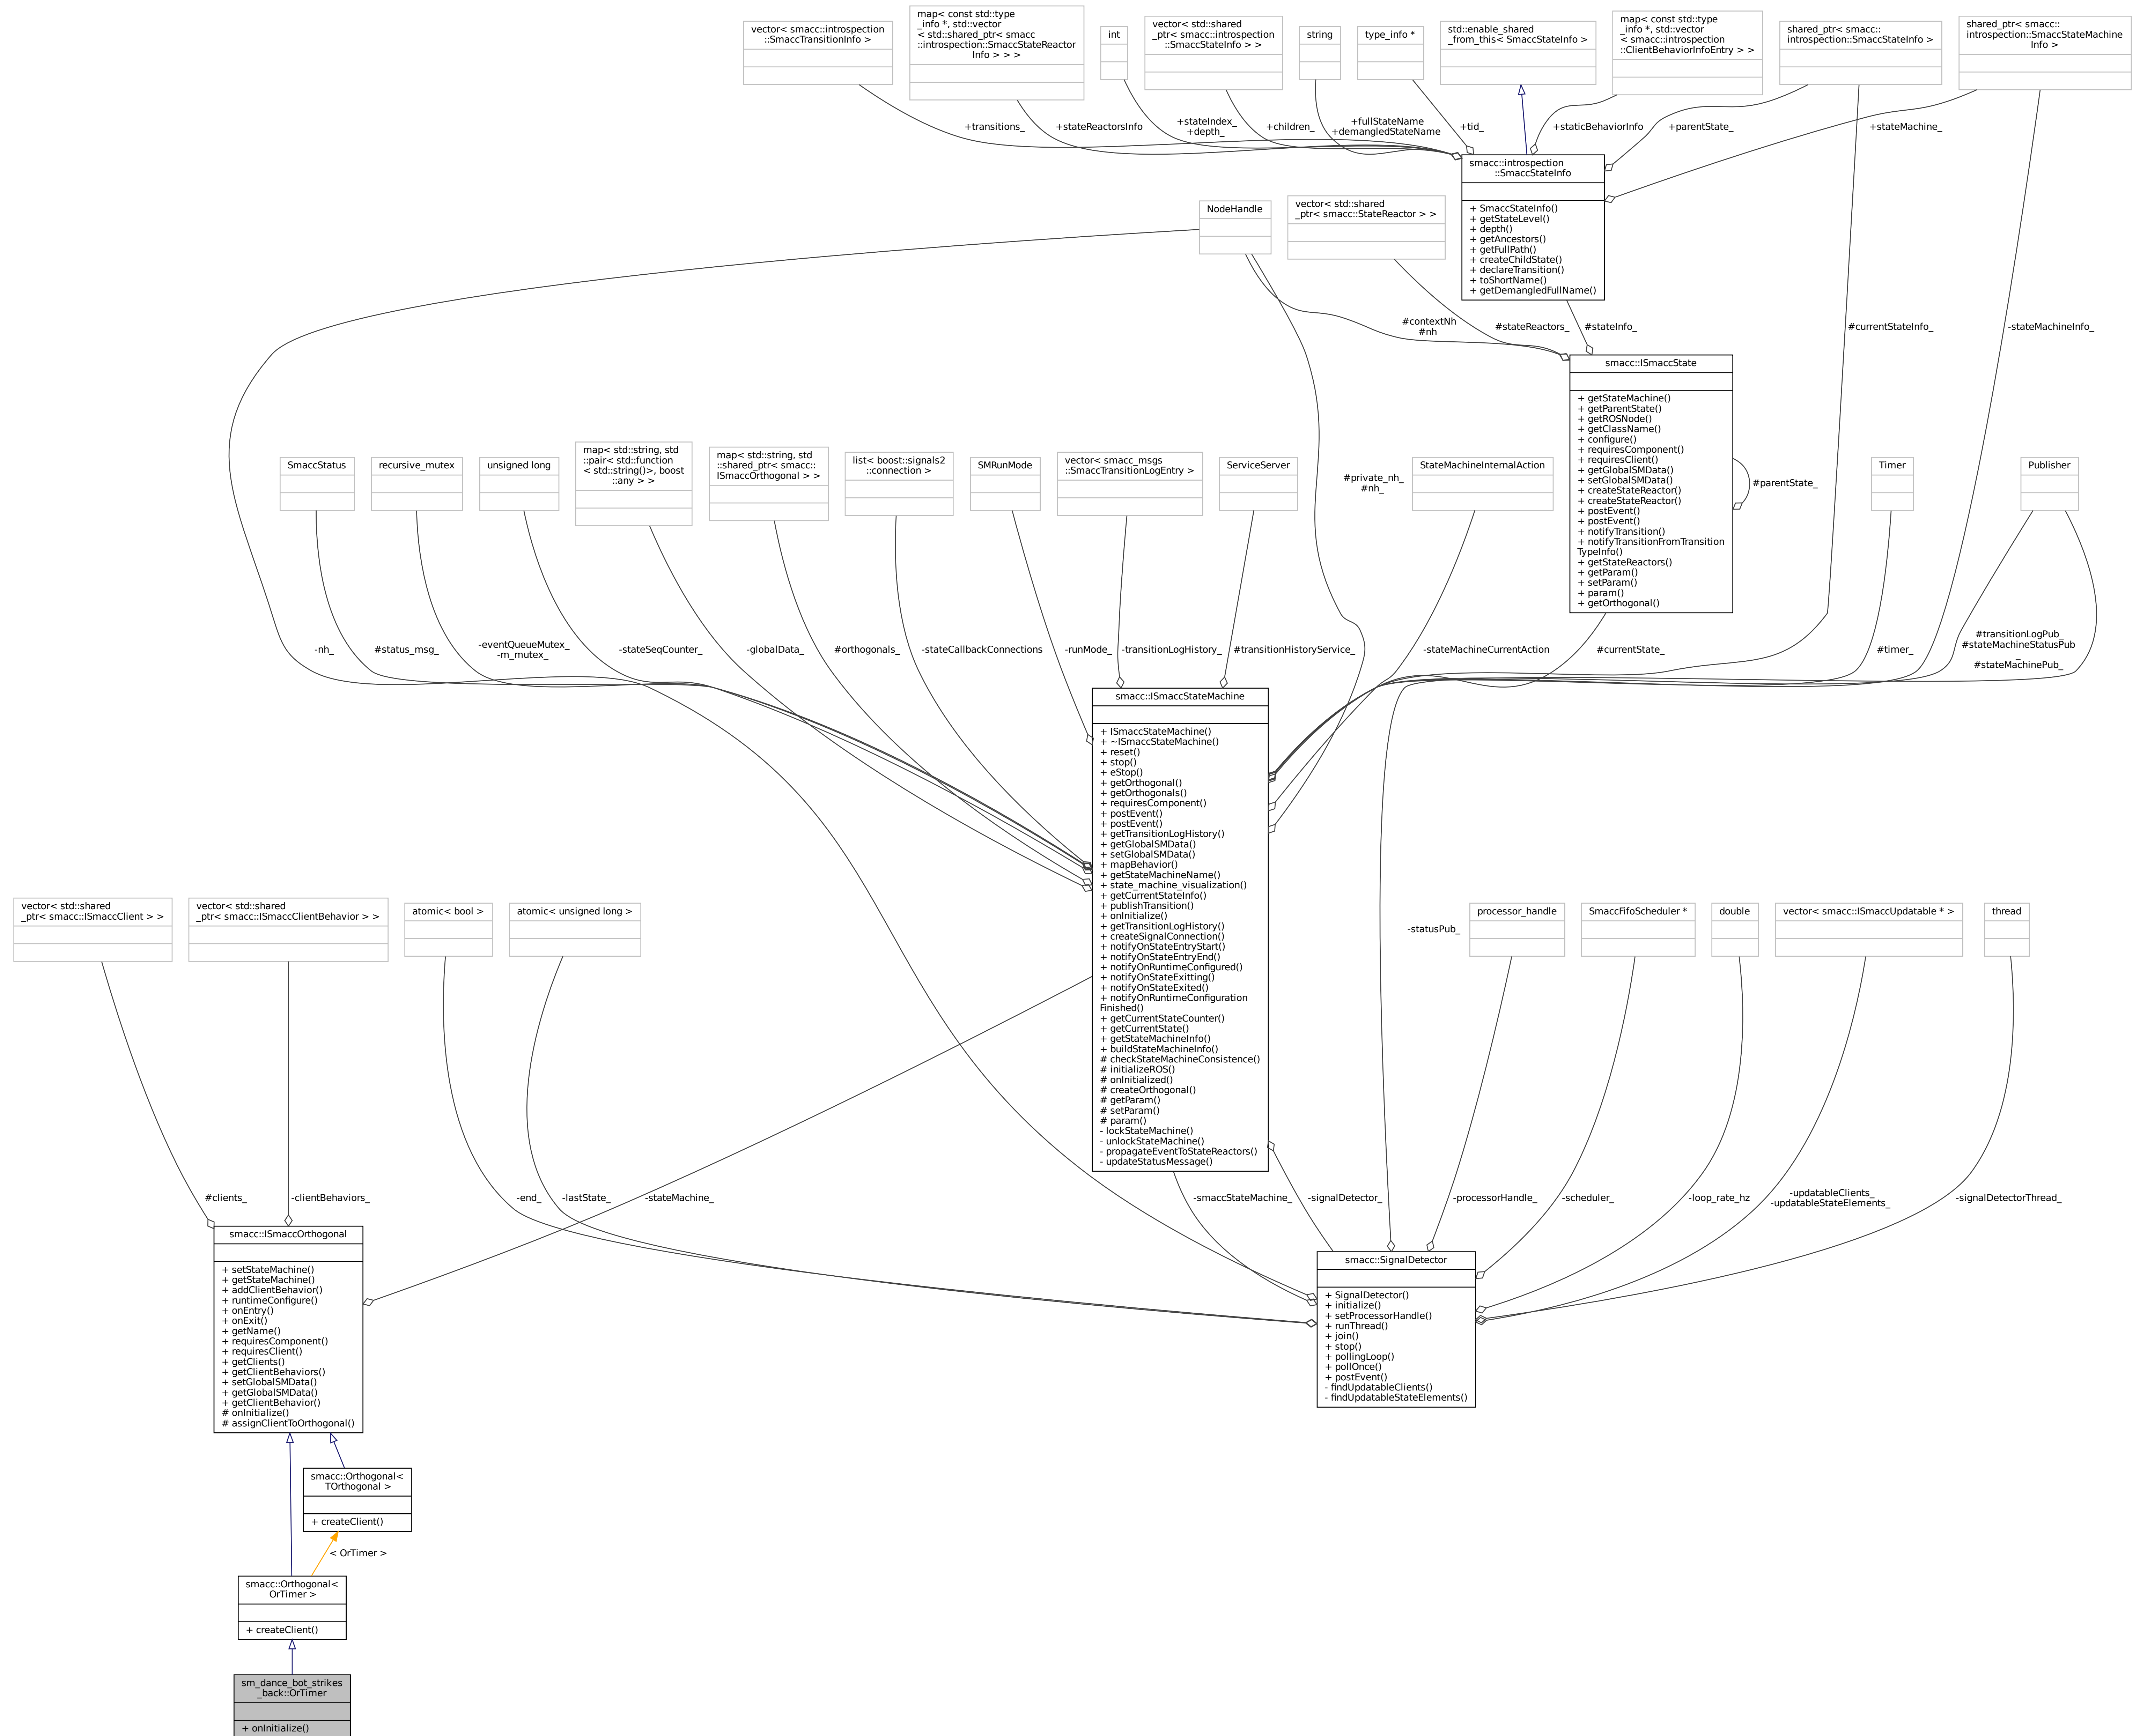 vector< smacc::introspection
::SmaccTransitionInfo >
map< const std::type
_info *, std::vector
< std::shared_ptr< smacc
::introspection::SmaccStateReactor
Info > > >
int
vector< std::shared
_ptr< smacc::introspection
::SmaccStateInfo > >
string
type_info *
std::enable_shared
_from_this< SmaccStateInfo >
map< const std::type
_info *, std::vector
< smacc::introspection
::ClientBehaviorInfoEntry > >
shared_ptr< smacc::
introspection::SmaccStateInfo >
shared_ptr< smacc::
introspection::SmaccStateMachine
Info >
+transitions_
+stateReactorsInfo
+stateIndex_
+depth_
+children_
+fullStateName
+demangledStateName
+tid_
+staticBehaviorInfo
+parentState_
+stateMachine_
smacc::introspection
::SmaccStateInfo
+ SmaccStateInfo()
+ getStateLevel()
+ depth()
+ getAncestors()
+ getFullPath()
+ createChildState()
+ declareTransition()
+ toShortName()
+ getDemangledFullName()
NodeHandle
vector< std::shared
_ptr< smacc::StateReactor > >
#contextNh
#nh
#stateReactors_
#stateInfo_
#currentStateInfo_
-stateMachineInfo_
smacc::ISmaccState
+ getStateMachine()
+ getParentState()
+ getROSNode()
+ getClassName()
+ configure()
+ requiresComponent()
+ requiresClient()
+ getGlobalSMData()
+ setGlobalSMData()
+ createStateReactor()
+ createStateReactor()
+ postEvent()
+ postEvent()
+ notifyTransition()
+ notifyTransitionFromTransition
TypeInfo()
+ getStateReactors()
+ getParam()
+ setParam()
+ param()
+ getOrthogonal()
#parentState_
SmaccStatus
recursive_mutex
unsigned long
map< std::string, std
::pair< std::function
< std::string()>, boost
::any > >
map< std::string, std
::shared_ptr< smacc::
ISmaccOrthogonal > >
list< boost::signals2
::connection >
SMRunMode
vector< smacc_msgs
::SmaccTransitionLogEntry >
ServiceServer
#private_nh_
#nh_
StateMachineInternalAction
Timer
Publisher
-nh_
#status_msg_
-eventQueueMutex_
-m_mutex_
-stateSeqCounter_
-globalData_
#orthogonals_
-stateCallbackConnections
-runMode_
-transitionLogHistory_
#transitionHistoryService_
-stateMachineCurrentAction
#currentState_
#timer_
#transitionLogPub_
#stateMachineStatusPub
_
#stateMachinePub_
smacc::ISmaccStateMachine
+ ISmaccStateMachine()
+ ~ISmaccStateMachine()
+ reset()
+ stop()
+ eStop()
+ getOrthogonal()
+ getOrthogonals()
+ requiresComponent()
+ postEvent()
+ postEvent()
+ getTransitionLogHistory()
+ getGlobalSMData()
+ setGlobalSMData()
+ mapBehavior()
+ getStateMachineName()
+ state_machine_visualization()
+ getCurrentStateInfo()
+ publishTransition()
+ onInitialize()
+ getTransitionLogHistory()
+ createSignalConnection()
+ notifyOnStateEntryStart()
+ notifyOnStateEntryEnd()
+ notifyOnRuntimeConfigured()
+ notifyOnStateExitting()
+ notifyOnStateExited()
+ notifyOnRuntimeConfiguration
Finished()
+ getCurrentStateCounter()
+ getCurrentState()
+ getStateMachineInfo()
+ buildStateMachineInfo()
# checkStateMachineConsistence()
# initializeROS()
# onInitialized()
# createOrthogonal()
# getParam()
# setParam()
# param()
- lockStateMachine()
- unlockStateMachine()
- propagateEventToStateReactors()
- updateStatusMessage()
vector< std::shared
_ptr< smacc::ISmaccClient > >
vector< std::shared
_ptr< smacc::ISmaccClientBehavior > >
atomic< bool >
atomic< unsigned long >
-statusPub_
processor_handle
SmaccFifoScheduler *
double
vector< smacc::ISmaccUpdatable * >
thread
#clients_
-clientBehaviors_
-end_
-lastState_
-stateMachine_
-smaccStateMachine_
-signalDetector_
-processorHandle_
-scheduler_
-loop_rate_hz
-updatableClients_
-updatableStateElements_
-signalDetectorThread_
smacc::ISmaccOrthogonal
+ setStateMachine()
+ getStateMachine()
+ addClientBehavior()
+ runtimeConfigure()
+ onEntry()
+ onExit()
+ getName()
+ requiresComponent()
+ requiresClient()
+ getClients()
+ getClientBehaviors()
+ setGlobalSMData()
+ getGlobalSMData()
+ getClientBehavior()
# onInitialize()
# assignClientToOrthogonal()
smacc::SignalDetector
+ SignalDetector()
+ initialize()
+ setProcessorHandle()
+ runThread()
+ join()
+ stop()
+ pollingLoop()
+ pollOnce()
+ postEvent()
- findUpdatableClients()
- findUpdatableStateElements()
smacc::Orthogonal<
TOrthogonal >
+ createClient()
< OrTimer >
smacc::Orthogonal<
OrTimer >
+ createClient()
sm_dance_bot_strikes
_back::OrTimer
+ onInitialize()